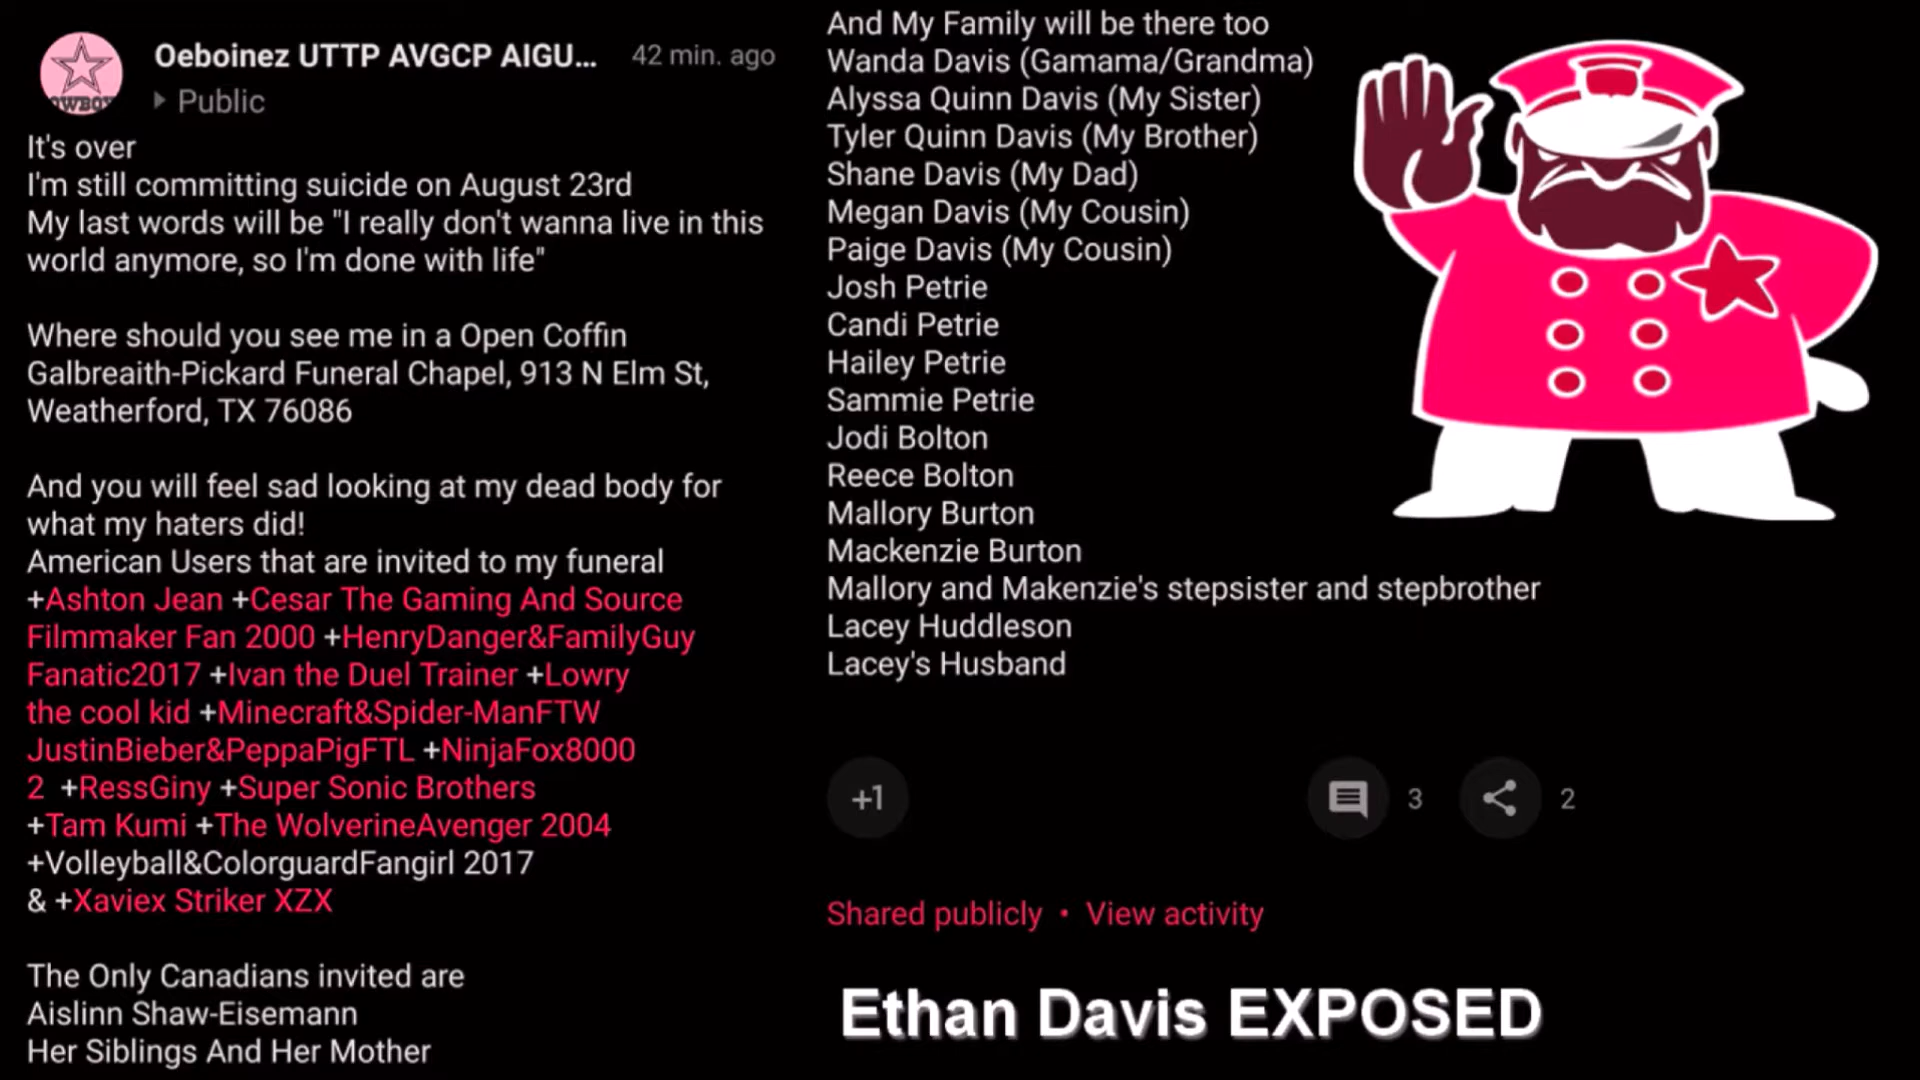 Oeboinez UTTP AVGCP AIGU... 42 min. ago
Public
OWBOY
It's over
I'm still committing suicide on August 23rd
My last words will be "I really don't wanna live in this
world anymore, so I'm done with life"
Where should you see me in a Open Coffin
Galbreaith-Pickard Funeral Chapel, 913 N Elm St,
Weatherford, TX 76086
And you will feel sad looking at my dead body for
what my haters did!
American Users that are invited to my funeral
+Ashton Jean +Cesar The Gaming And Source
Filmmaker Fan 2000 +HenryDanger&FamilyGuy
Fanatic2017 +Ivan the Duel Trainer +Lowry
the cool kid +Minecraft&Spider-ManFTW
JustinBieber&PeppaPigFTL +NinjaFox8000
2 +RessGiny +Super Sonic Brothers
+Tam Kumi +The WolverineAvenger 2004
+Volleyball&ColorguardFangirl 2017
& +Xaviex Striker XZX
The Only Canadians invited are
Aislinn Shaw-Eisemann
Her Siblings And Her Mother
And My Family will be there too
Wanda Davis (Gamama/Grandma)
Alyssa Quinn Davis (My Sister)
Tyler Quinn Davis (My Brother)
Shane Davis (My Dad)
Megan Davis (My Cousin)
Paige Davis (My Cousin)
Josh Petrie
Candi Petrie
Hailey Petrie
Sammie Petrie
Jodi Bolton
Reece Bolton
Mallory Burton
Mackenzie Burton
Mallory and Makenzie's stepsister and stepbrother
Lacey Huddleson
Lacey's Husband
+1 3 2
Shared publicly • View activity
Ethan Davis EXPOSED